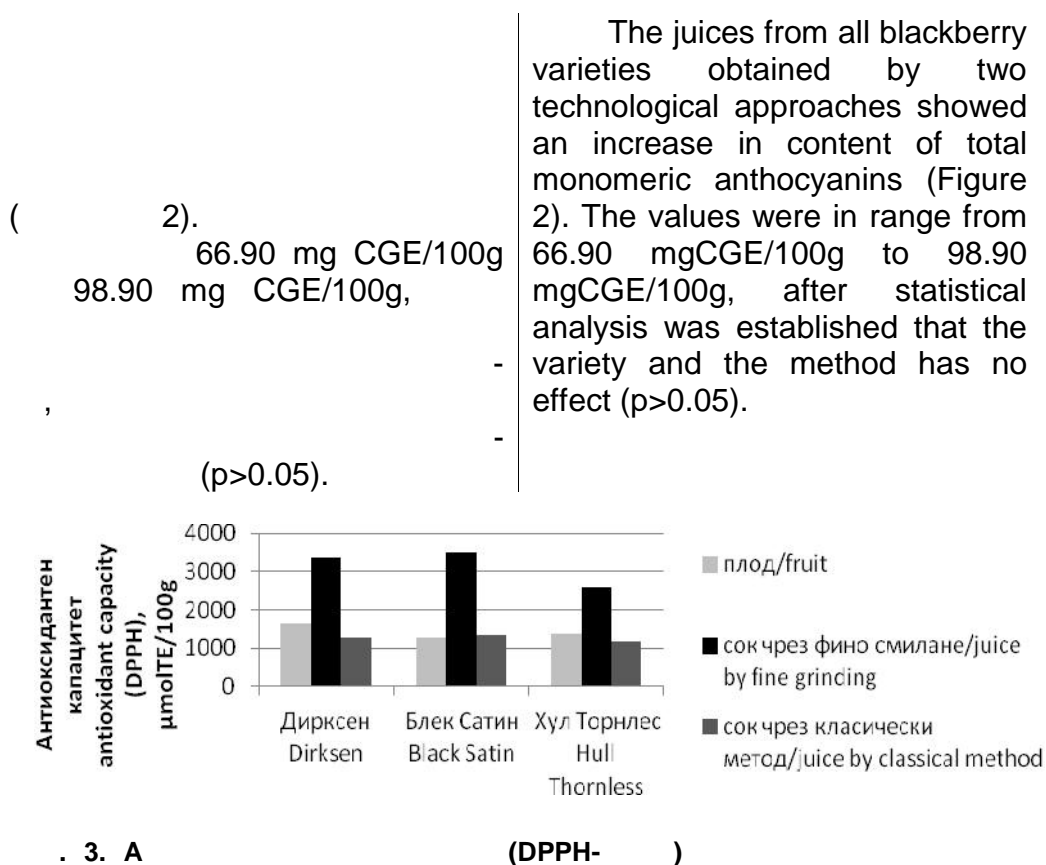 ( 2).
66.90 mg CGE/100g
98.90 mg CGE/100g,
-
,
-
(p>0.05).
The juices from all blackberry
varieties obtained by two
technological approaches showed
an increase in content of total
monomeric anthocyanins (Figure
2). The values were in range from
66.90 mgCGE/100g to 98.90
mgCGE/100g, after statistical
analysis was established that the
variety and the method has no
effect (p>0.05).
Антиоксидантен
капацитет
antioxidant capacity
(DPPH),
µmolTE/100g
4000
3000
2000
1000
0
Дирксен
Dirksen
Блек Сатин
Black Satin
Хул Торнлес
Hull
Thornless
плод/fruit
сок чрез фино смилане/juice
by fine grinding
сок чрез класически
метод/juice by classical method
. 3. А (DPPH- )